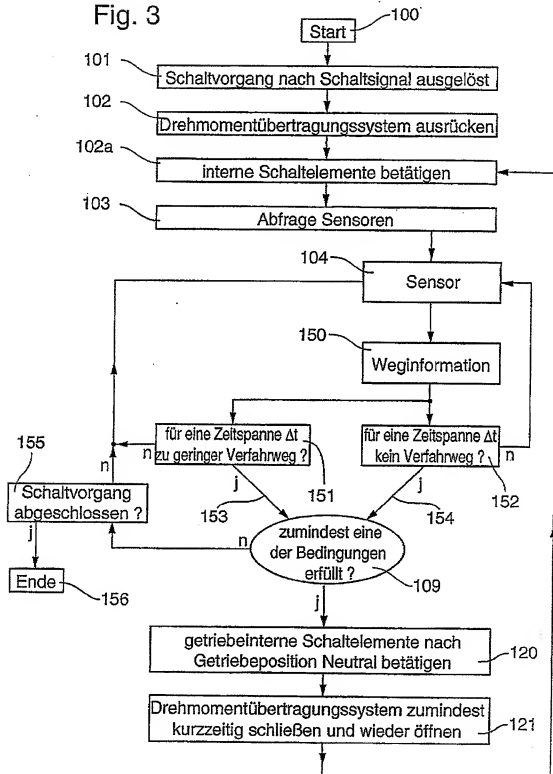 Fig. 3
100
Start
101
Schaltvorgang nach Schaltsignal ausgelöst
102
Drehmomentübertragungssystem ausrücken
102a
interne Schaltelemente betätigen
103
Abfrage Sensoren
104
Sensor
150
Weginformation
für eine Zeitspanne Δt
zu geringer Verfahrweg ?
n
151
für eine Zeitspanne Δt
kein Verfahrweg ?
n
152
155
n
Schaltvorgang
abgeschlossen ?
j
153
j
154
j
Ende
156
n
zumindest eine
der Bedingungen
erfüllt ?
109
j
getriebeinterne Schaltelemente nach
Getriebeposition Neutral betätigen
120
Drehmomentübertragungssystem zumindest
kurzzeitig schließen und wieder öffnen
121